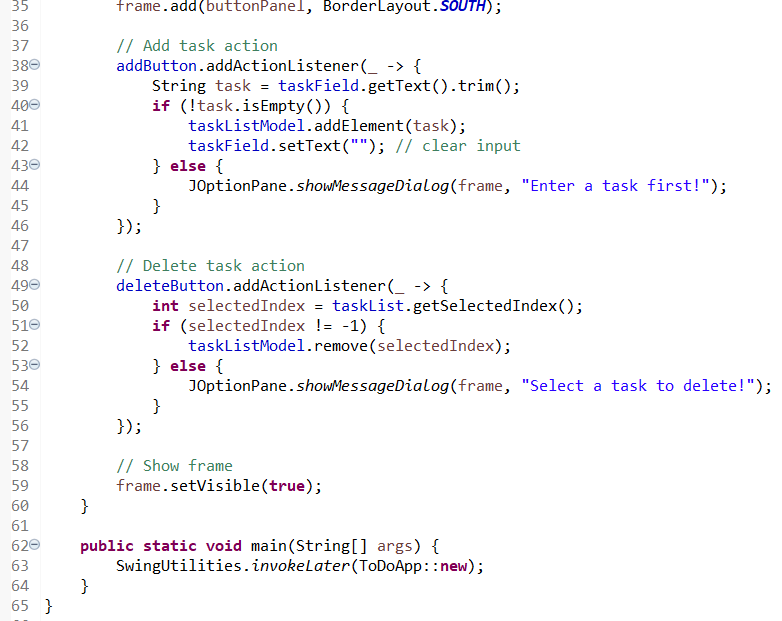 35         frame.add(buttonPanel, BorderLayout.SOUTH);
36
37         // Add task action
38         addButton.addActionListener(_ -> {
39             String task = taskField.getText().trim();
40             if (!task.isEmpty()) {
41                 taskListModel.addElement(task);
42                 taskField.setText(""); // clear input
43             } else {
44                 JOptionPane.showMessageDialog(frame, "Enter a task first!");
45             }
46         });
47
48         // Delete task action
49         deleteButton.addActionListener(_ -> {
50             int selectedIndex = taskList.getSelectedIndex();
51             if (selectedIndex != -1) {
52                 taskListModel.remove(selectedIndex);
53             } else {
54                 JOptionPane.showMessageDialog(frame, "Select a task to delete!");
55             }
56         });
57
58         // Show frame
59         frame.setVisible(true);
60     }
61
62     public static void main(String[] args) {
63         SwingUtilities.invokeLater(ToDoApp::new);
64     }
65 }